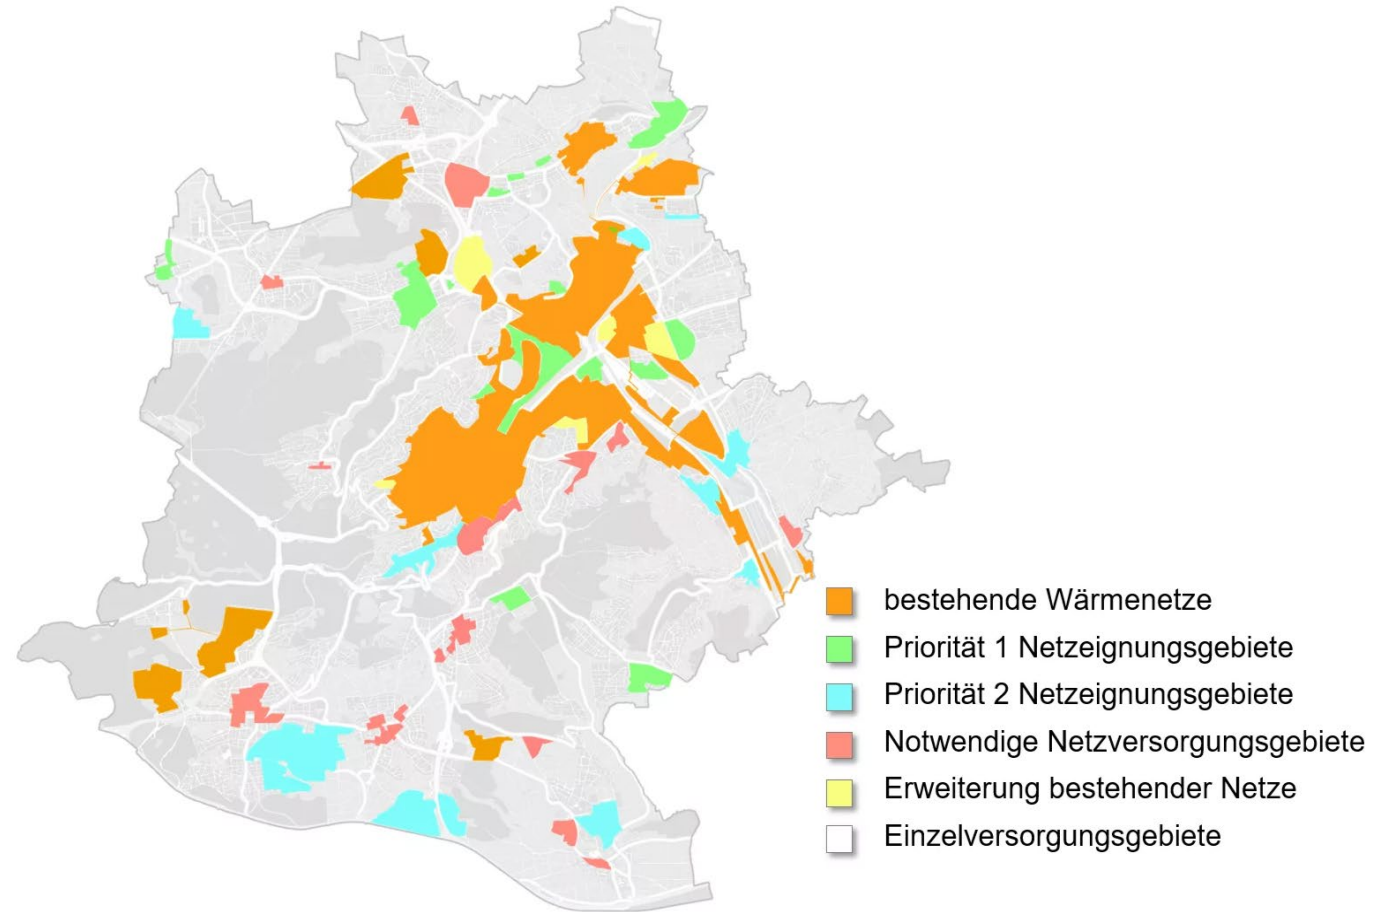 bestehende Wärmenetze
Priorität 1 Netzeignungsgebiete
Priorität 2 Netzeignungsgebiete
Notwendige Netzversorgungsgebiete
Erweiterung bestehender Netze
Einzelversorgungsgebiete